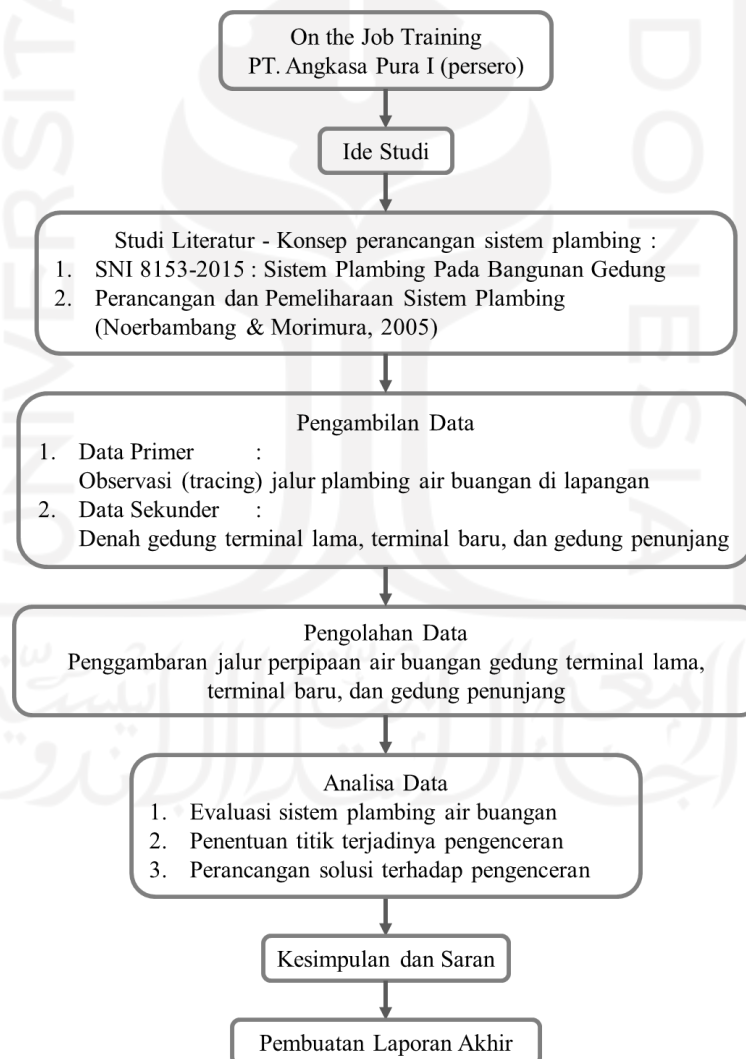 On the Job Training
PT. Angkasa Pura I (persero)
Ide Studi
Studi Literatur - Konsep perancangan sistem plambing :
1. SNI 8153-2015 : Sistem Plambing Pada Bangunan Gedung
2. Perancangan dan Pemeliharaan Sistem Plambing
(Noerbambang & Morimura, 2005)
Pengambilan Data
1. Data Primer :
Observasi (tracing) jalur plambing air buangan di lapangan
2. Data Sekunder :
Denah gedung terminal lama, terminal baru, dan gedung penunjang
Pengolahan Data
Penggambaran jalur perpipaan air buangan gedung terminal lama,
terminal baru, dan gedung penunjang
Analisa Data
1. Evaluasi sistem plambing air buangan
2. Penentuan titik terjadinya pengenceran
3. Perancangan solusi terhadap pengenceran
Kesimpulan dan Saran
Pembuatan Laporan Akhir